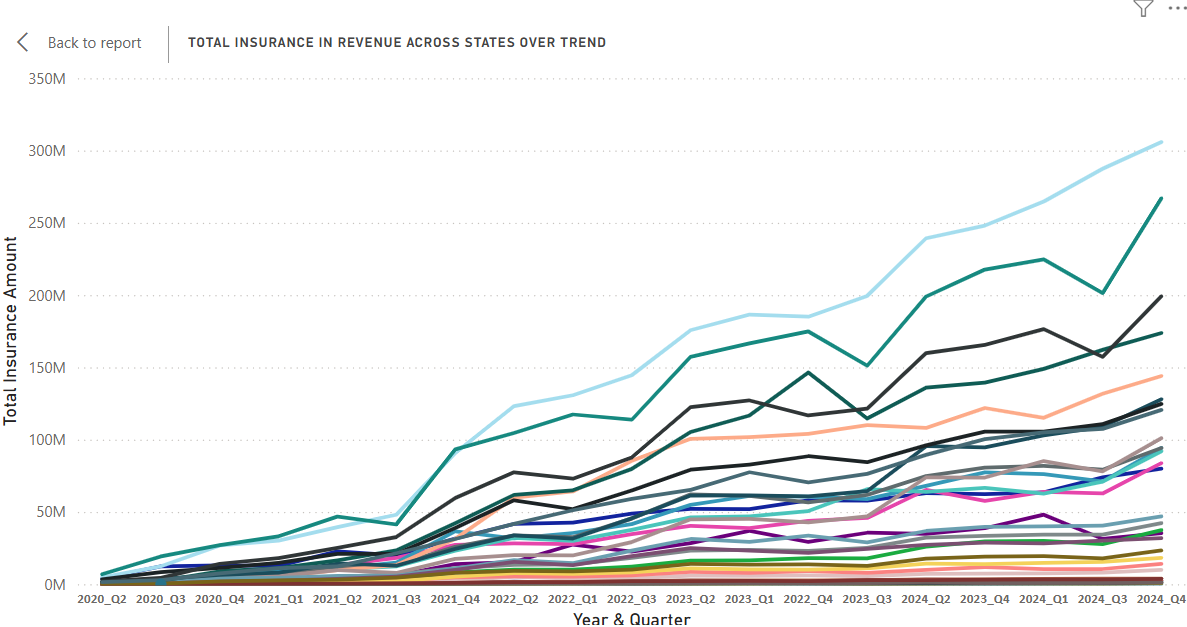 Back to report
TOTAL INSURANCE IN REVENUE ACROSS STATES OVER TREND
350M
300M
250M
200M
150M
100M
50M
0M
Total Insurance Amount
2020_Q2 2020_Q3 2020_Q4 2021_Q1 2021_Q2 2021_Q3 2021_Q4 2022_Q2 2022_Q1 2022_Q3 2023_Q2 2023_Q1 2022_Q4 2023_Q3 2024_Q2 2023_Q4 2024_Q1 2024_Q3 2024_Q4
Year & Quarter